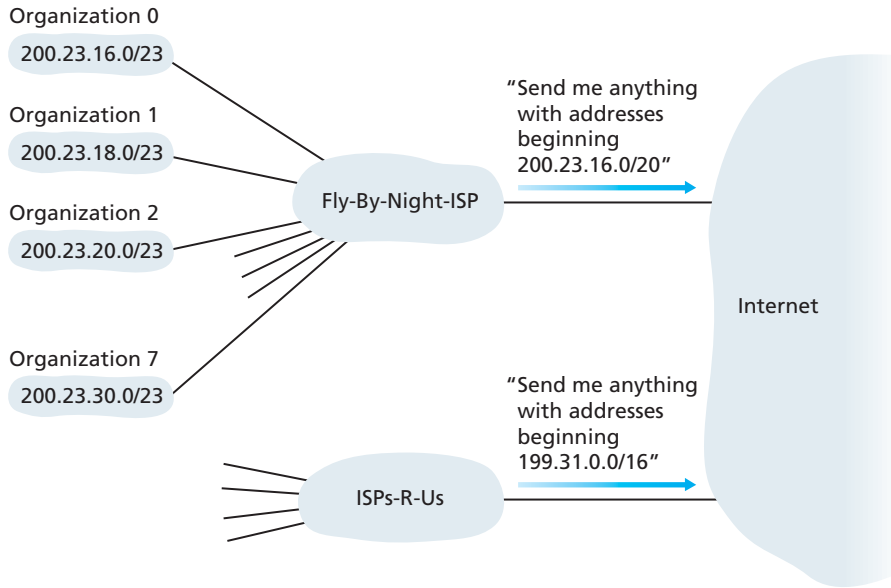 Organization 0
200.23.16.0/23
Organization 1
200.23.18.0/23
Organization 2
200.23.20.0/23
Organization 7
200.23.30.0/23
Fly-By-Night-ISP
“Send me anything
with addresses
beginning
200.23.16.0/20”
Internet
ISPs-R-Us
“Send me anything
with addresses
beginning
199.31.0.0/16”